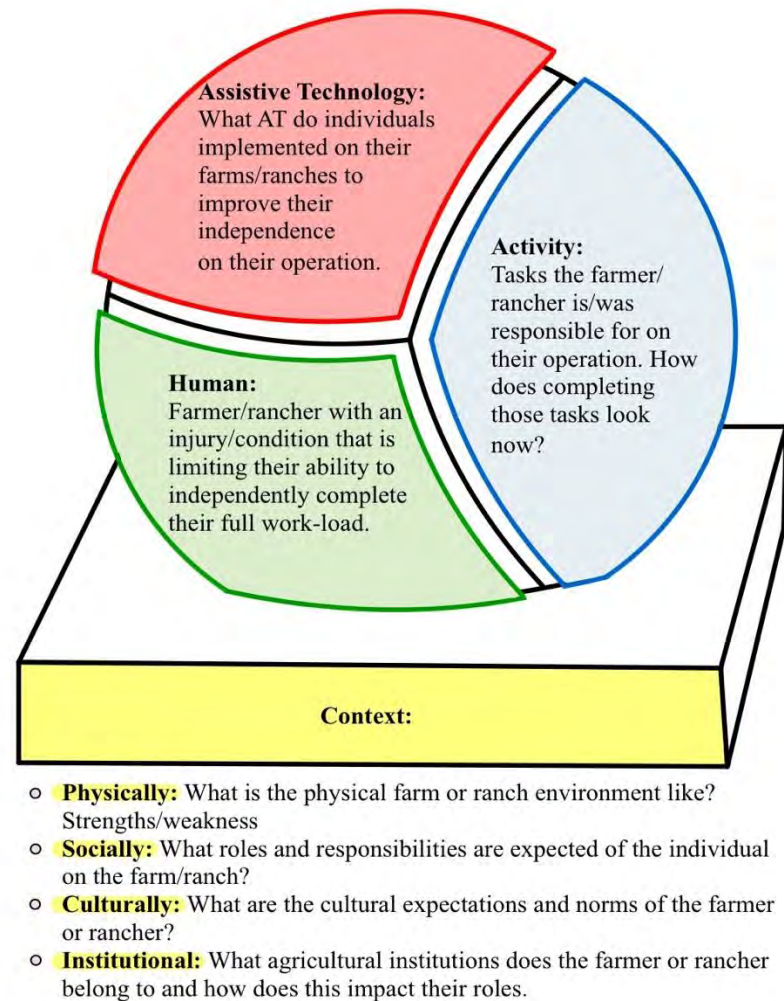 Assistive Technology:
What AT do individuals
implemented on their
farms/ranches to
improve their
independence
on their operation.
Activity:
Tasks the farmer/
rancher is/was
responsible for on
their operation. How
does completing
those tasks look
now?
Human:
Farmer/rancher with an
injury/condition that is
limiting their ability to
independently complete
their full work-load.
Context:
○ Physically: What is the physical farm or ranch environment like?
Strengths/weakness
○ Socially: What roles and responsibilities are expected of the individual
on the farm/ranch?
○ Culturally: What are the cultural expectations and norms of the farmer
or rancher?
○ Institutional: What agricultural institutions does the farmer or rancher
belong to and how does this impact their roles.